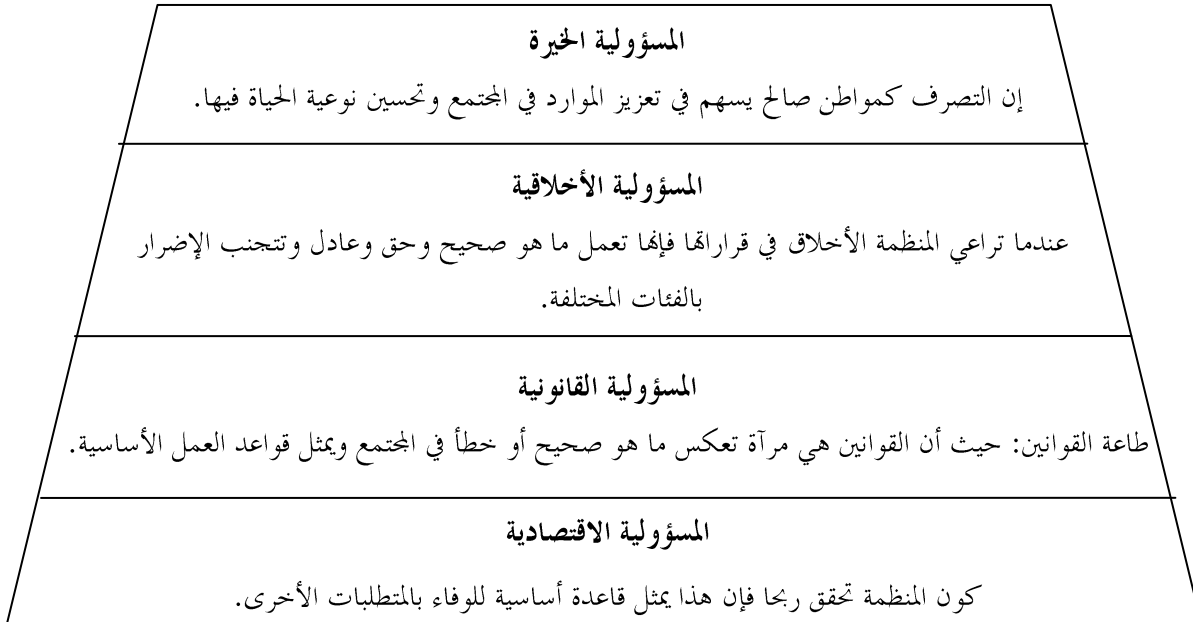 المسؤولية الخيرة
إن التصرف كمواطن صالح يسهم في تعزيز الموارد في المجتمع وتحسين نوعية الحياة فيها.
المسؤولية الأخلاقية
عندما تراعي المنظمة الأخلاق في قراراتها فإنها تعمل ما هو صحيح وحق وعادل وتتجنب الإضرار
بالفئات المختلفة.
المسؤولية القانونية
طاعة القوانين: حيث أن القوانين هي مرآة تعكس ما هو صحيح أو خطأ في المجتمع ويمثل قواعد العمل الأساسية.
المسؤولية الاقتصادية
كون المنظمة تحقق ربحا فإن هذا يمثل قاعدة أساسية للوفاء بالمتطلبات الأخرى.